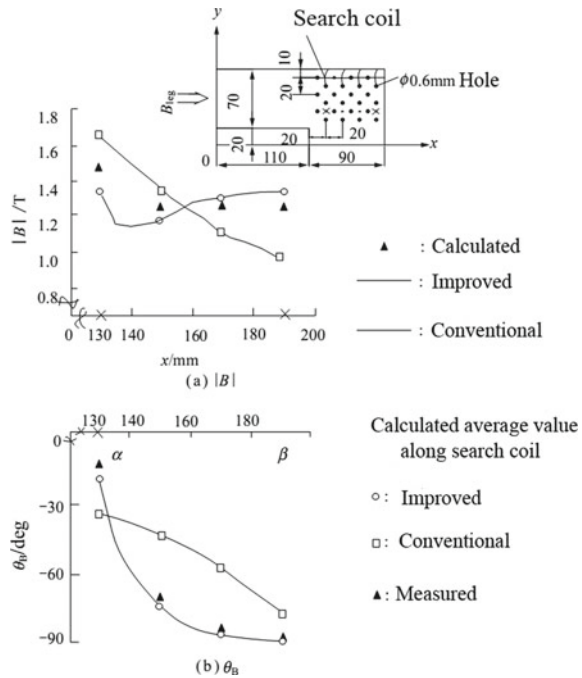 y
Search coil
10
ϕ0.6mm Hole
20
B_leg
70
20
20
20
x
0
110
90
1.8
1.6
1.4
1.2
1.0
0.8
|B| /T
0
130
140
160
180
200
x/mm
(a) |B|
▲ : Calculated
: Improved
: Conventional
130
140
160
180
0
α
β
−30
−60
−90
θ_B/deg
(b) θ_B
Calculated average value
along search coil
○: Improved
□: Conventional
▲: Measured